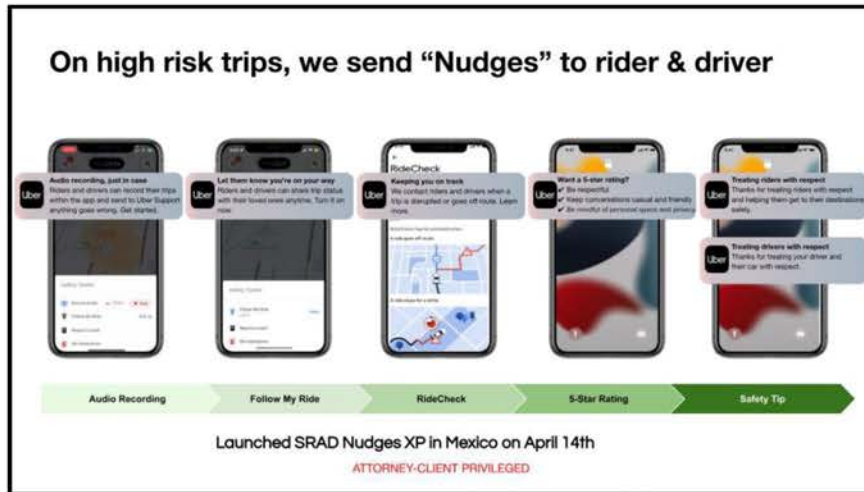 On high risk trips, we send “Nudges” to rider & driver
Uber
Audio recording, just in case
Riders and drivers can record their trips
within the app and send to Uber Support
anything goes wrong. Get started.
Uber
Let them know you're on your way
Riders and drivers can share trip status
with their loved ones anytime. Turn it on
now.
RideCheck
Uber
Keeping you on track
We contact riders and drivers when a
trip is disrupted or goes off route. Learn
more.
A ride goes off route
Uber
Want a 5-star rating?
✓ Be respectful
✓ Keep conversations casual and friendly
✓ Be mindful of personal space and privacy
Uber
Treating riders with respect
Thanks for treating riders with respect
and helping them get to their destinations
safely.
Uber
Treating drivers with respect
Thanks for treating your driver and
their car with respect.
Audio Recording
Follow My Ride
RideCheck
5-Star Rating
Safety Tip
Launched SRAD Nudges XP in Mexico on April 14th
ATTORNEY-CLIENT PRIVILEGED